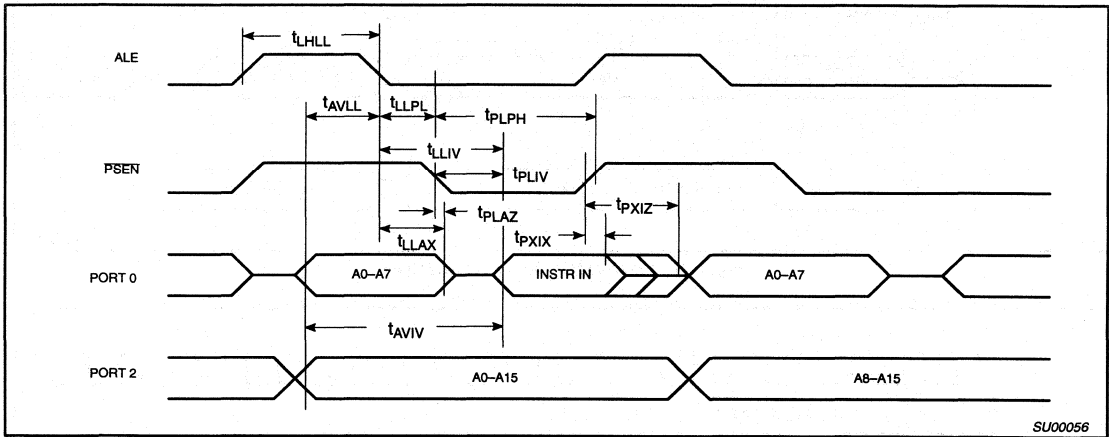 ALE
tLHLL
tAVLL
tLLPL
tPLPH
tLLIV
PSEN
tPLIV
tPLAZ
tPXIZ
tLLAX
tPXIX
PORT 0
A0–A7
INSTR IN
A0–A7
tAVIV
PORT 2
A0–A15
A8–A15
SU00056